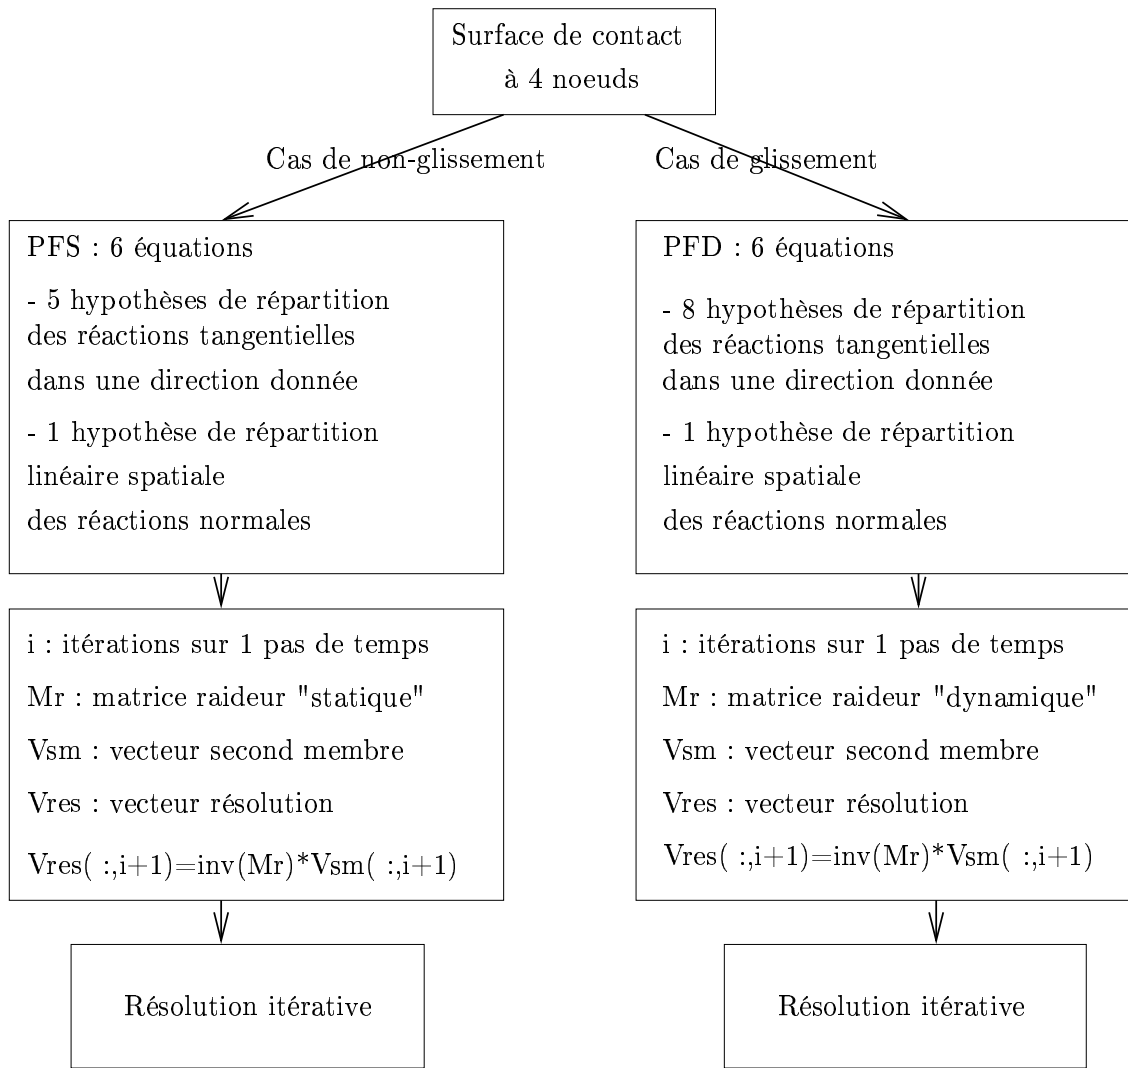 Surface de contact
à 4 noeuds
Cas de non-glissement
Cas de glissement
PFS : 6 équations
- 5 hypothèses de répartition
des réactions tangentielles
dans une direction donnée
- 1 hypothèse de répartition
linéaire spatiale
des réactions normales
PFD : 6 équations
- 8 hypothèses de répartition
des réactions tangentielles
dans une direction donnée
- 1 hypothèse de répartition
linéaire spatiale
des réactions normales
i : itérations sur 1 pas de temps
Mr : matrice raideur "statique"
Vsm : vecteur second membre
Vres : vecteur résolution
Vres( :,i+1)=inv(Mr)*Vsm( :,i+1)
i : itérations sur 1 pas de temps
Mr : matrice raideur "dynamique"
Vsm : vecteur second membre
Vres : vecteur résolution
Vres( :,i+1)=inv(Mr)*Vsm( :,i+1)
Résolution itérative
Résolution itérative